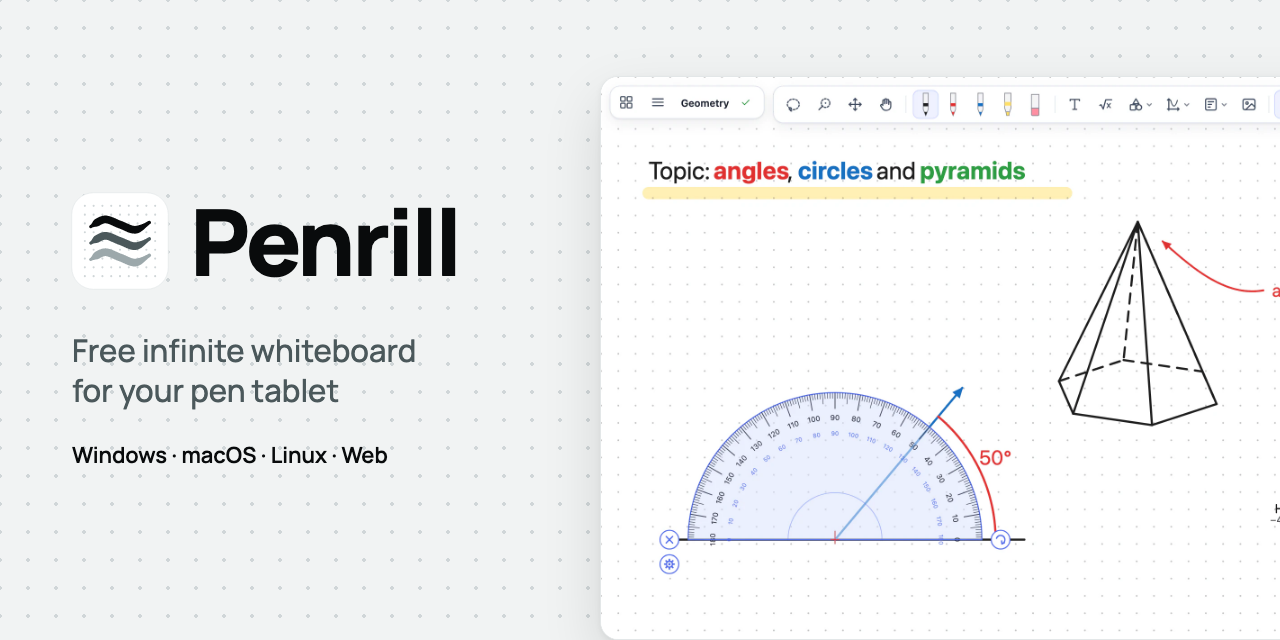 Penrill
Free infinite whiteboard
for your pen tablet
Windows · macOS · Linux · Web
Geometry
T
√x
Topic: angles, circles and pyramids
50°